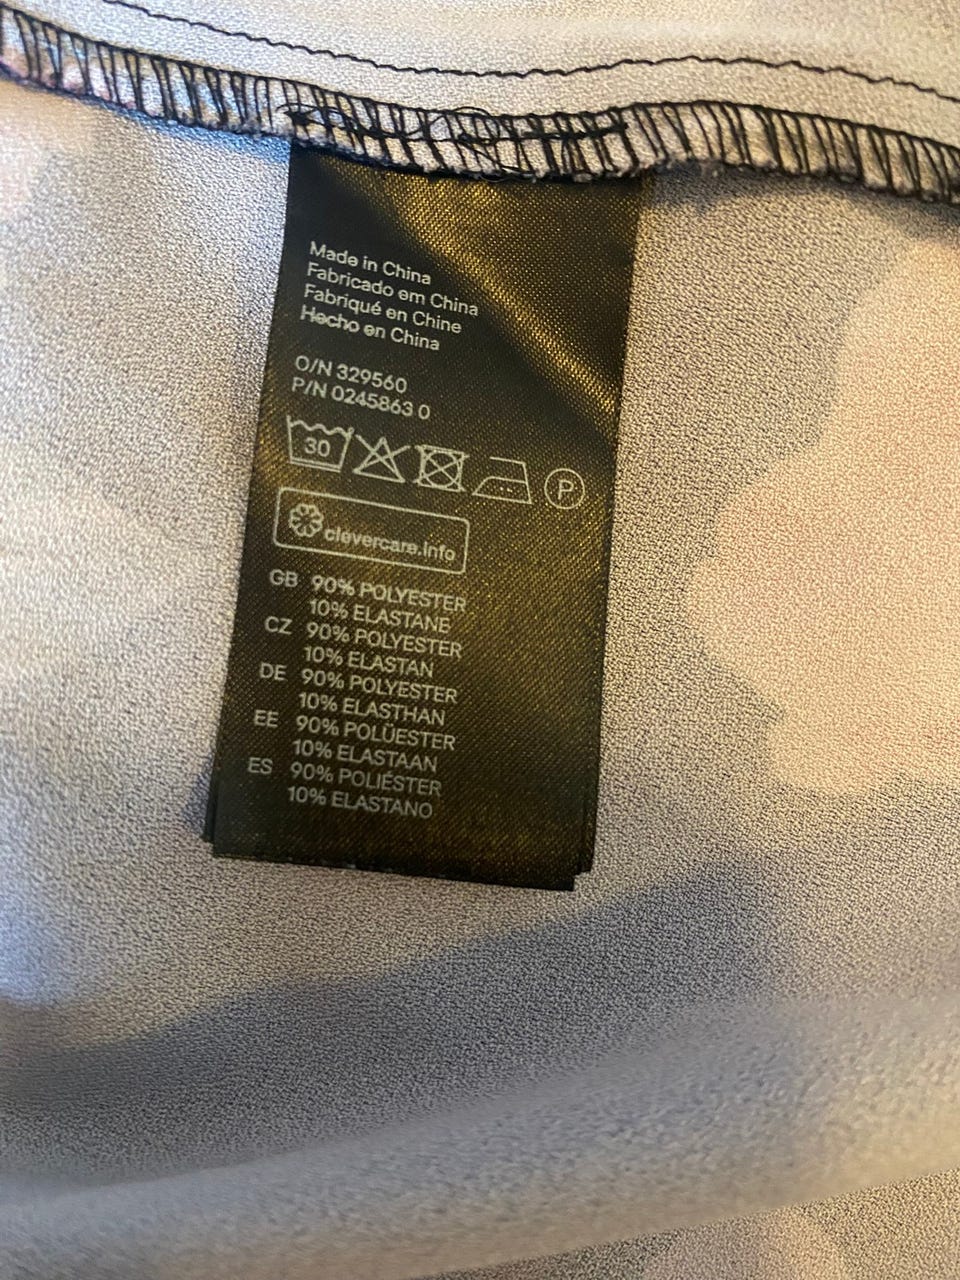 Made in China
Fabricado em China
Fabriqué en Chine
Hecho en China
O/N 329560
P/N 0245863 0
30
P
clevercare.info
GB 90% POLYESTER
10% ELASTANE
CZ 90% POLYESTER
10% ELASTAN
DE 90% POLYESTER
10% ELASTHAN
EE 90% POLÜESTER
10% ELASTAAN
ES 90% POLIÉSTER
10% ELASTANO